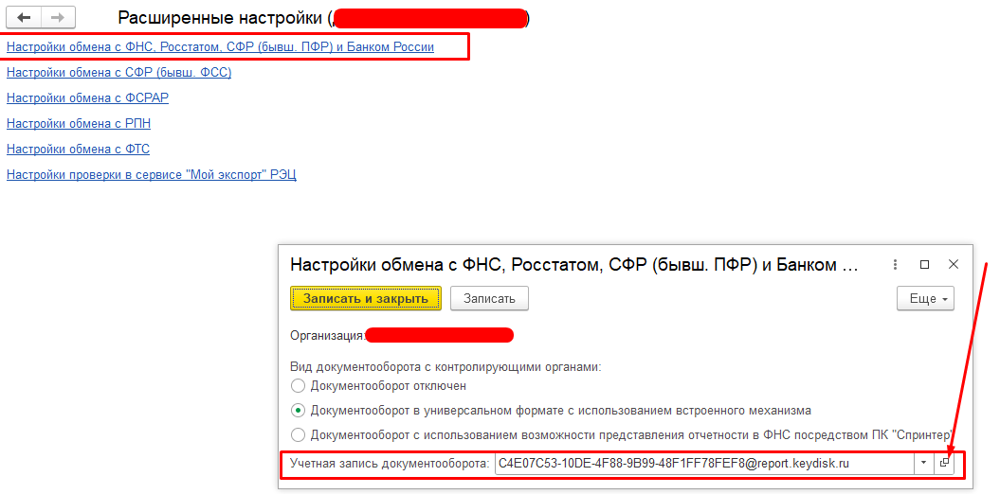 Расширенные настройки (
)
Настройки обмена с ФНС, Росстатом, СФР (бывш. ПФР) и Банком России
Настройки обмена с СФР (бывш. ФСС)
Настройки обмена с ФСРАР
Настройки обмена с РПН
Настройки обмена с ФТС
Настройки проверки в сервисе "Мой экспорт" РЭЦ
Настройки обмена с ФНС, Росстатом, СФР (бывш. ПФР) и Банком ...
Записать и закрыть
Записать
Еще
Организация:
Вид документооборота с контролирующими органами:
Документооборот отключен
Документооборот в универсальном формате с использованием встроенного механизма
Документооборот с использованием возможности представления отчетности в ФНС посредством ПК "Спринтер"
Учетная запись документооборота: C4E07C53-10DE-4F88-9B99-48F1FF78FEF8@report.keydisk.ru